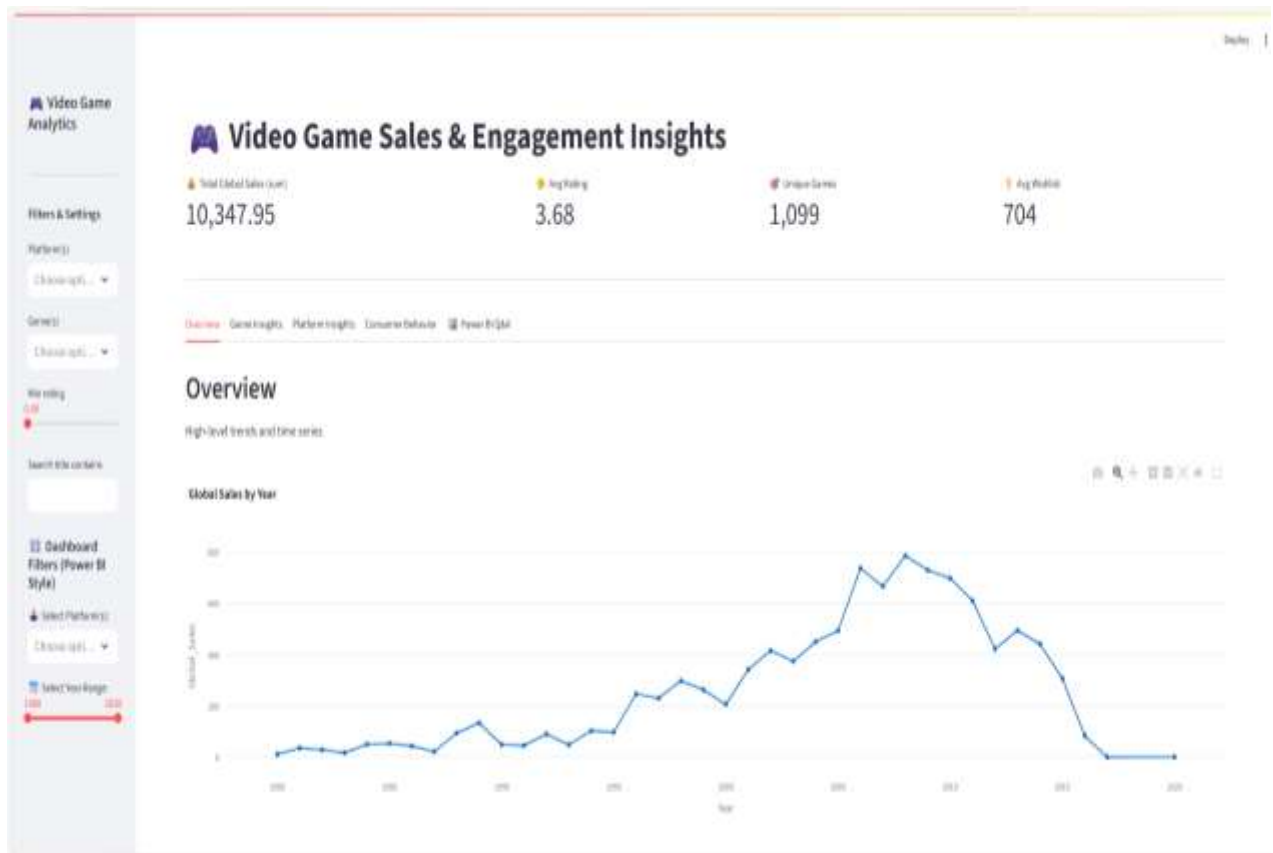 Deploy
Video Game
Analytics
Video Game Sales & Engagement Insights
Total Global Sales (sum)
Avg Rating
Unique Games
Avg Wishlist
10,347.95
3.68
1,099
704
Filters & Settings
Platform(s)
Choose opti...
Genre(s)
Choose opti...
Min rating
Search title contains
Overview Game Insights Platform Insights Consumer Behavior Power BI Q&A
Overview
High-level trends and time series
Global Sales by Year
Dashboard
Filters (Power BI
Style)
Select Platform(s)
Choose opti...
Select Year Range
0
Year